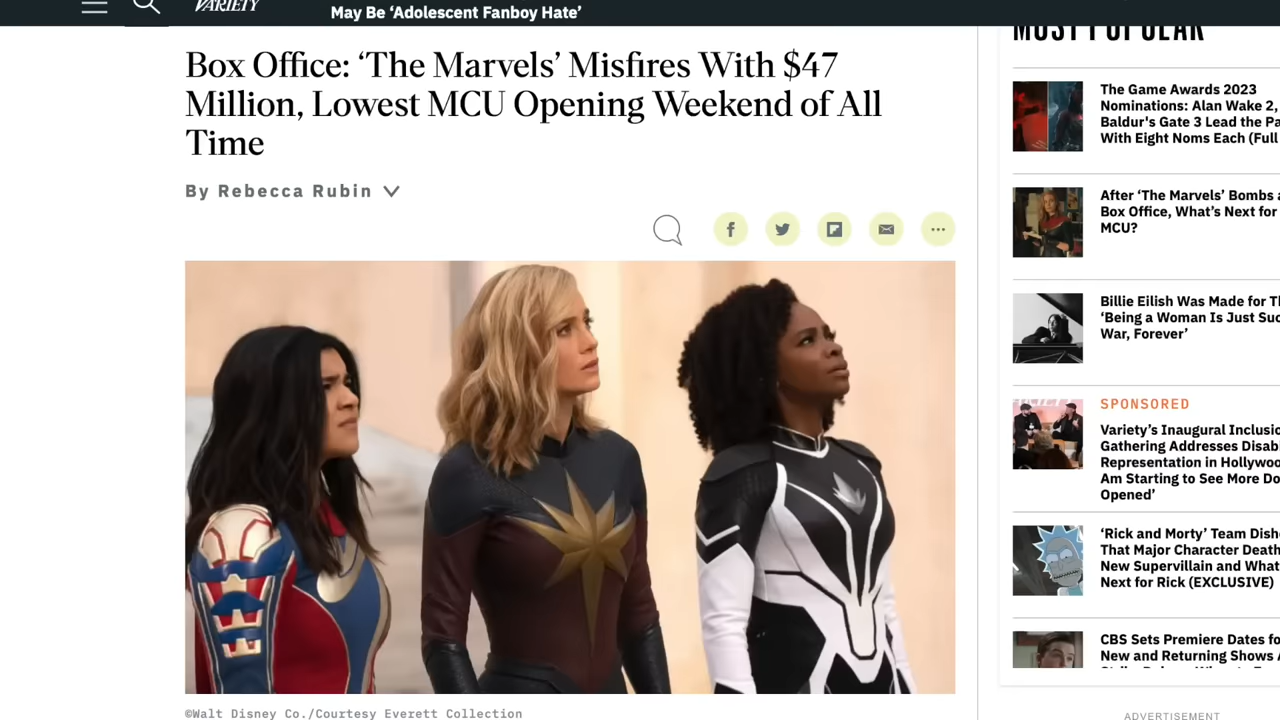 VARIETY
May Be ‘Adolescent Fanboy Hate’
Box Office: ‘The Marvels’ Misfires With $47
Million, Lowest MCU Opening Weekend of All
Time
By Rebecca Rubin
©Walt Disney Co./Courtesy Everett Collection
MOST POPULAR
The Game Awards 2023
Nominations: Alan Wake 2,
Baldur's Gate 3 Lead the
With Eight Noms Each (Full
After ‘The Marvels’ Bombs
Box Office, What’s Next for
MCU?
Billie Eilish Was Made for
‘Being a Woman Is Just
War, Forever’
SPONSORED
Variety’s Inaugural
Gathering Addresses
Representation in
Am Starting to See More
Opened’
‘Rick and Morty’ Team
That Major Character
New Supervillain and What
Next for Rick (EXCLUSIVE)
CBS Sets Premiere Dates
New and Returning Shows
ADVERTISEMENT